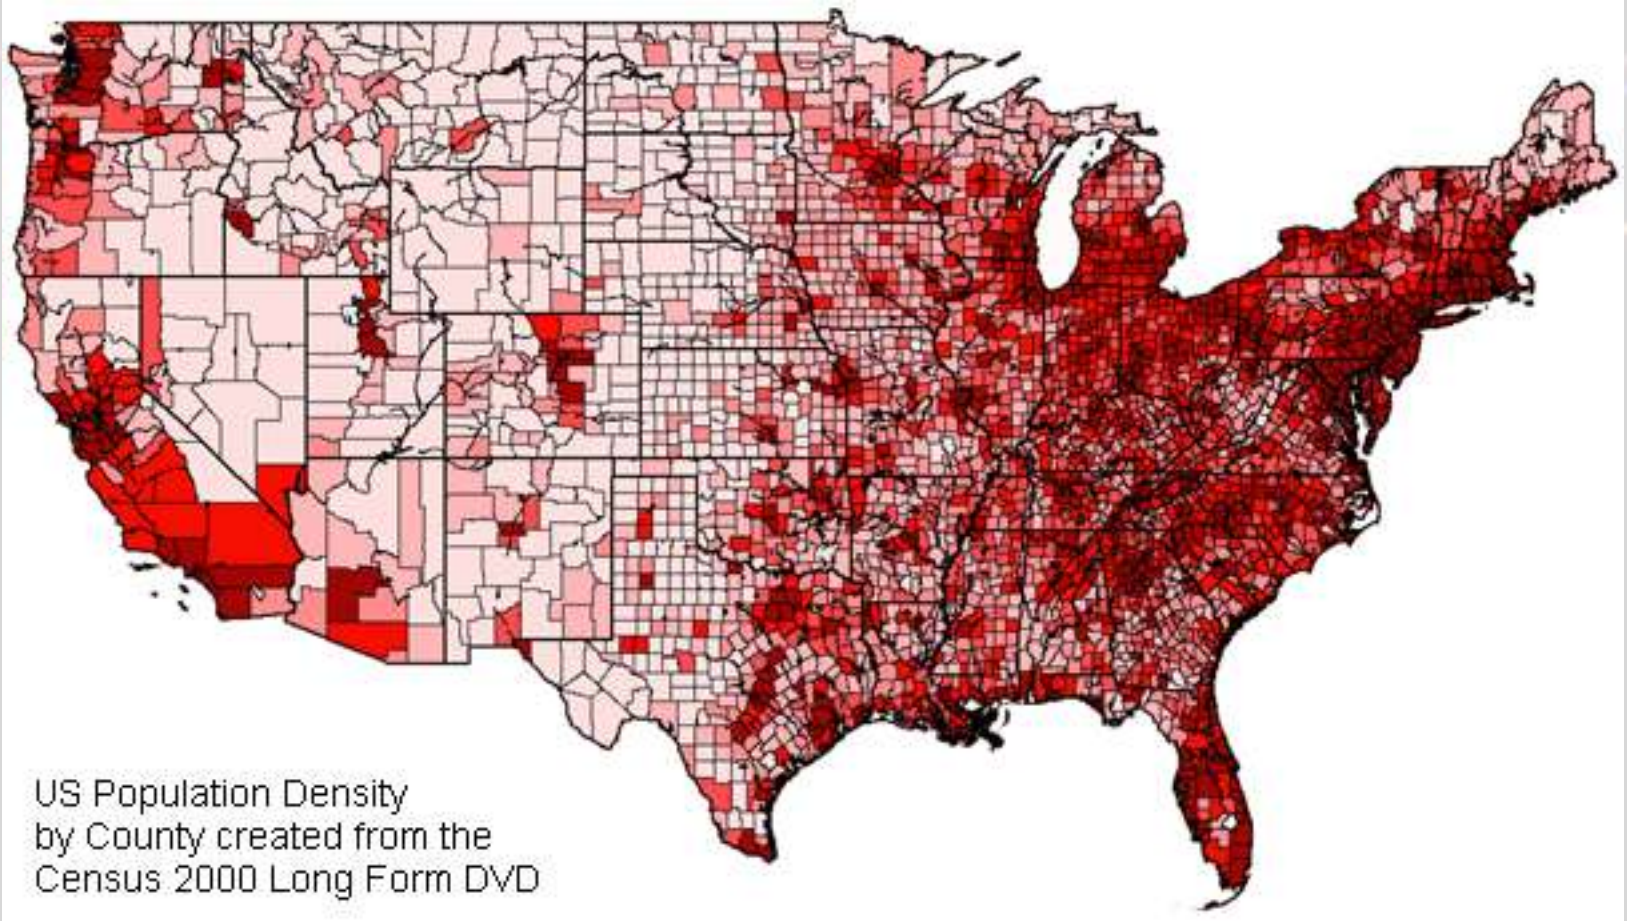 US Population Density
by County created from the
Census 2000 Long Form DVD